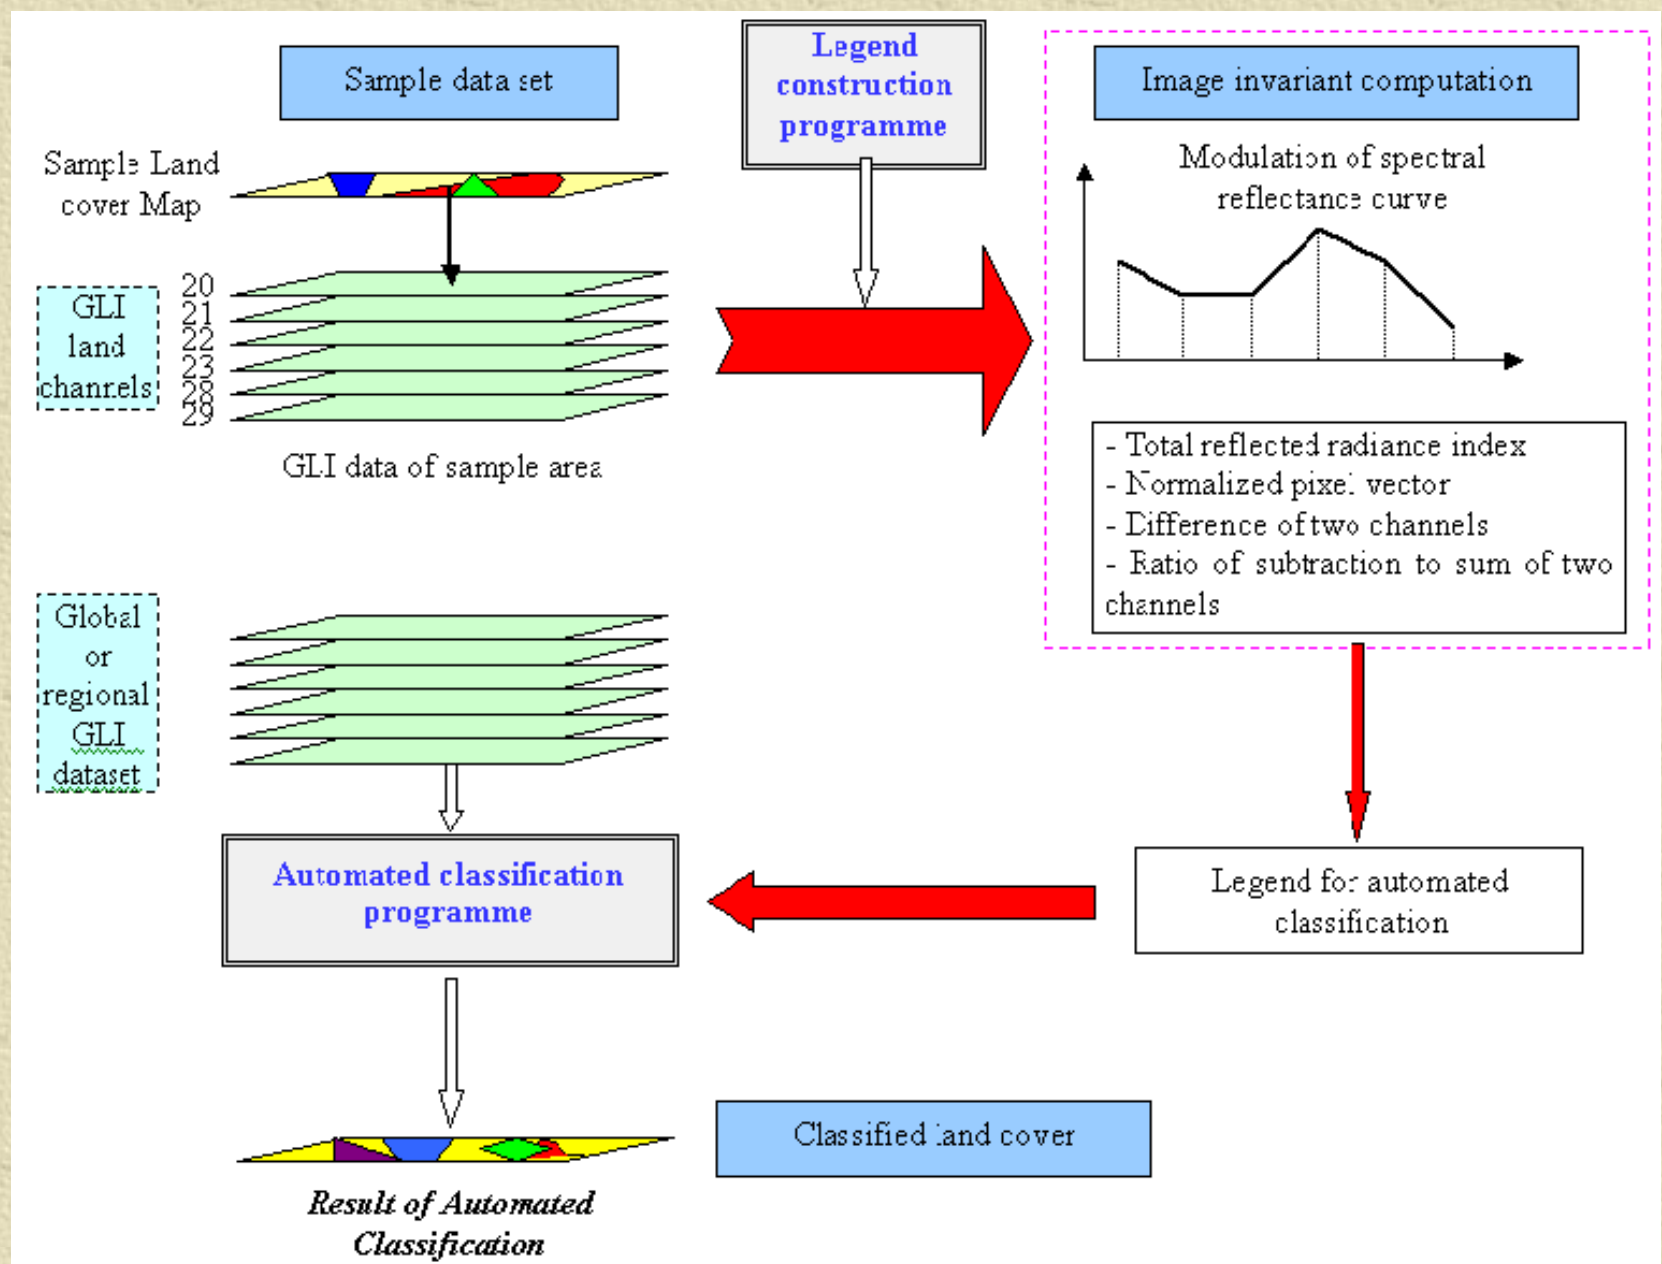 Sample data set
Legend
construction
programme
Image invariant computation
Sample Land
cover Map
Modulation of spectral
reflectance curve
GLI
land
channels
20
21
22
23
28
29
GLI data of sample area
- Total reflected radiance index
- Normalized pixel vector
- Difference of two channels
- Ratio of subtraction to sum of two
channels
Global
or
regional
GLI
dataset
Automated classification
programme
Legend for automated
classification
Classified land cover
Result of Automated
Classification